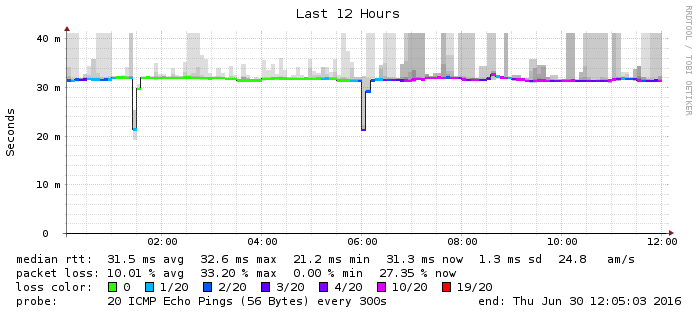 Last 12 Hours
RRDTOOL / TOBI OETIKER
Seconds
40 m
30 m
20 m
10 m
0
02:00 04:00 06:00 08:00 10:00 12:00
median rtt: 31.5 ms avg 32.6 ms max 21.2 ms min 31.3 ms now 1.3 ms sd 24.8 am/s
packet loss: 10.01 % avg 33.20 % max 0.00 % min 27.35 % now
loss color: 0 1/20 2/20 3/20 4/20 10/20 19/20
probe: 20 ICMP Echo Pings (56 Bytes) every 300s end: Thu Jun 30 12:05:03 2016